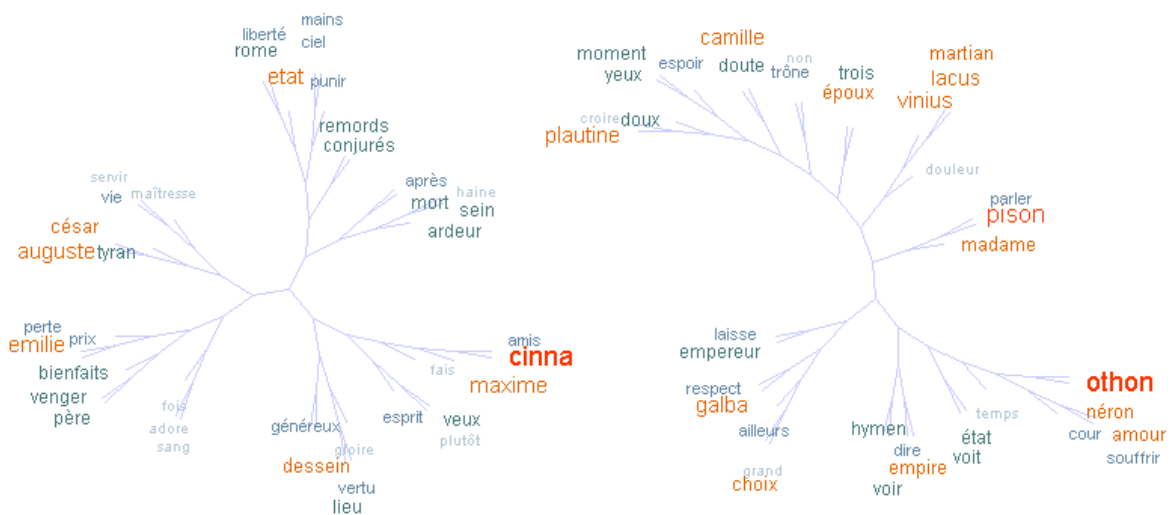 mains
liberté
rome
ciel
etat
punir
remords
conjurés
servir
vie
maîtresse
après
mort
haine
sein
ardeur
césar
auguste
tyran
perte
emilie
prix
bienfaits
venger
père
fois
adore
sang
amis
cinna
fais
maxime
esprit
veux
plutôt
généreux
gloire
dessein
vertu
lieu
moment
yeux
espoir
camille
doute
non
trône
trois
époux
martian
lacus
vinius
croire
doux
plautine
douleur
parler
pison
madame
laisse
empereur
respect
galba
ailleurs
grand
choix
hymen
dire
empire
voir
temps
état
voit
othon
néron
cour
amour
souffrir